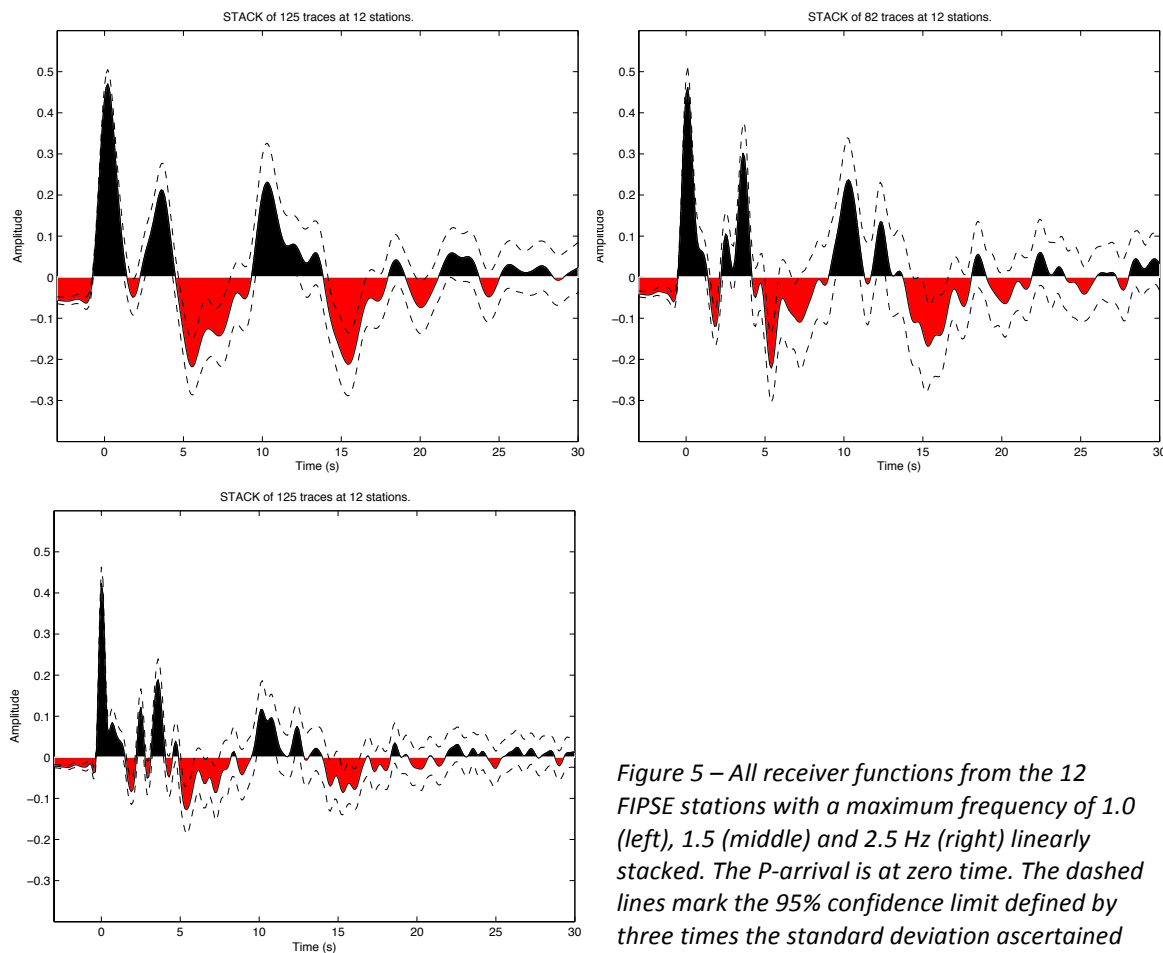 STACK of 125 traces at 12 stations.
0.5
0.4
0.3
0.2
0.1
0
−0.1
−0.2
−0.3
Amplitude
0 5 10 15 20 25 30
Time (s)
STACK of 82 traces at 12 stations.
0.5
0.4
0.3
0.2
0.1
0
−0.1
−0.2
−0.3
Amplitude
0 5 10 15 20 25 30
Time (s)
STACK of 125 traces at 12 stations.
0.5
0.4
0.3
0.2
0.1
0
−0.1
−0.2
−0.3
Amplitude
0 5 10 15 20 25 30
Time (s)
Figure 5 – All receiver functions from the 12
FIPSE stations with a maximum frequency of 1.0
(left), 1.5 (middle) and 2.5 Hz (right) linearly
stacked. The P-arrival is at zero time. The dashed
lines mark the 95% confidence limit defined by
three times the standard deviation ascertained